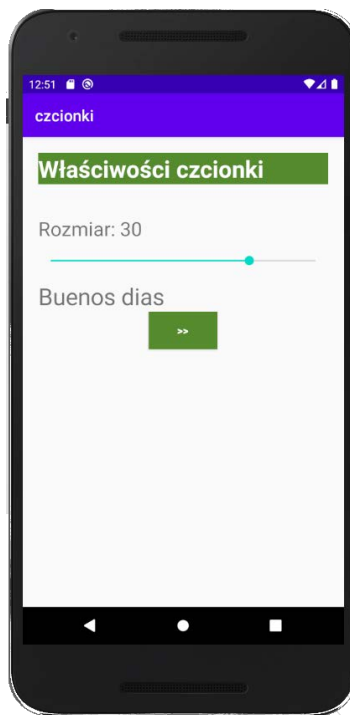 12:51
czcionki
Właściwości czcionki
Rozmiar: 30
Buenos dias
>>